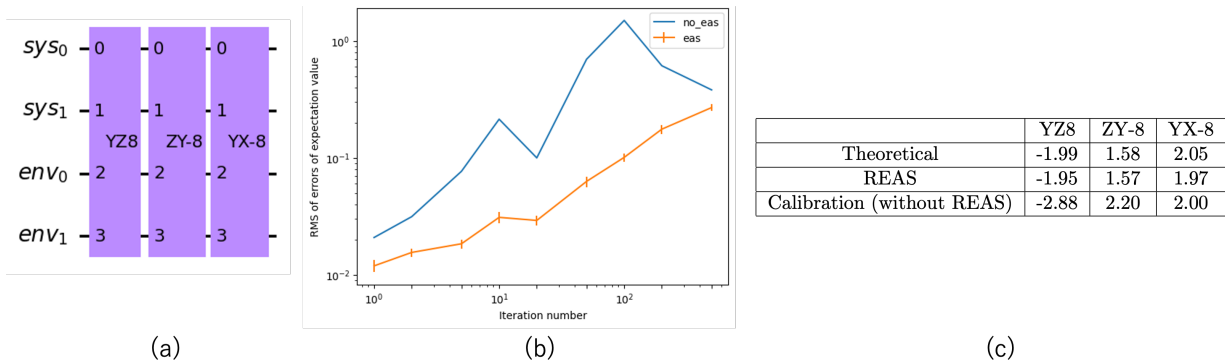 sys0 0 0 0
sys1 1 1 1
YZ8 ZY-8 YX-8
env0 2 2 2
env1 3 3 3
(a)
RMS of errors of expectation value
10^0
10^-1
10^-2
no_eas
eas
10^0 10^1 10^2
Iteration number
(b)
YZ8 ZY-8 YX-8
Theoretical -1.99 1.58 2.05
REAS -1.95 1.57 1.97
Calibration (without REAS) -2.88 2.20 2.00
(c)